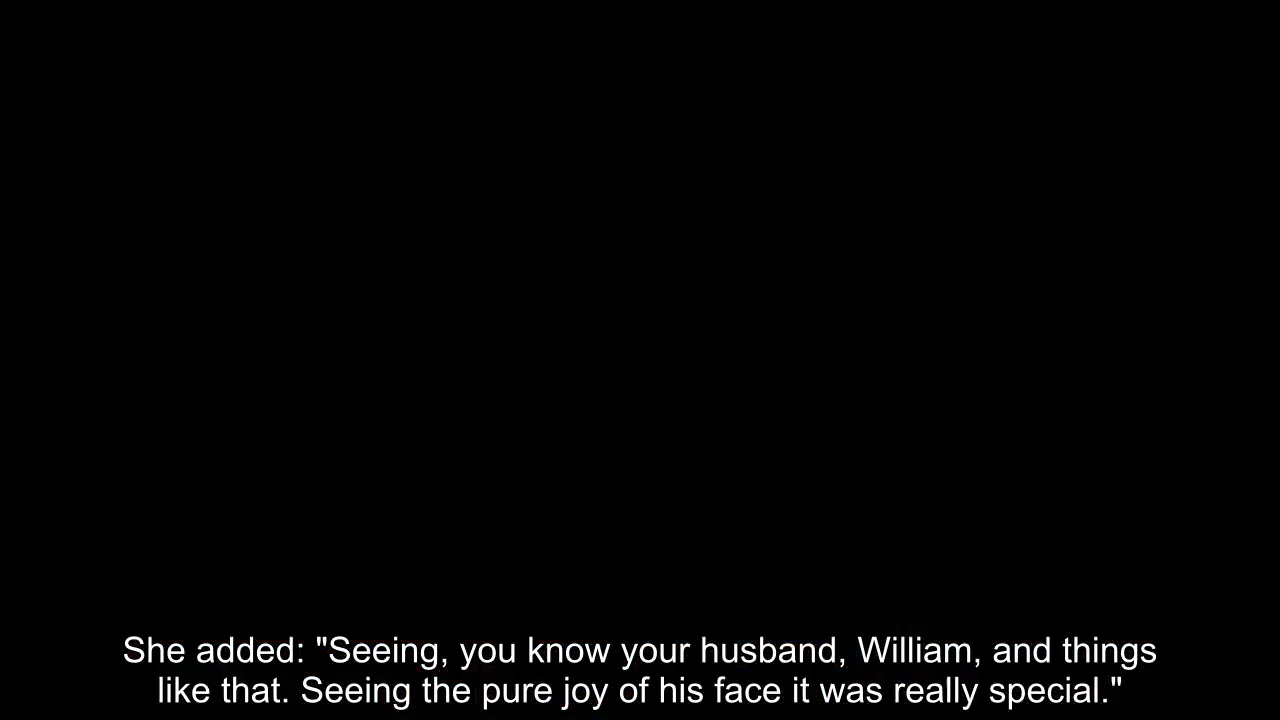 She added: "Seeing, you know your husband, William, and things
like that. Seeing the pure joy of his face it was really special."